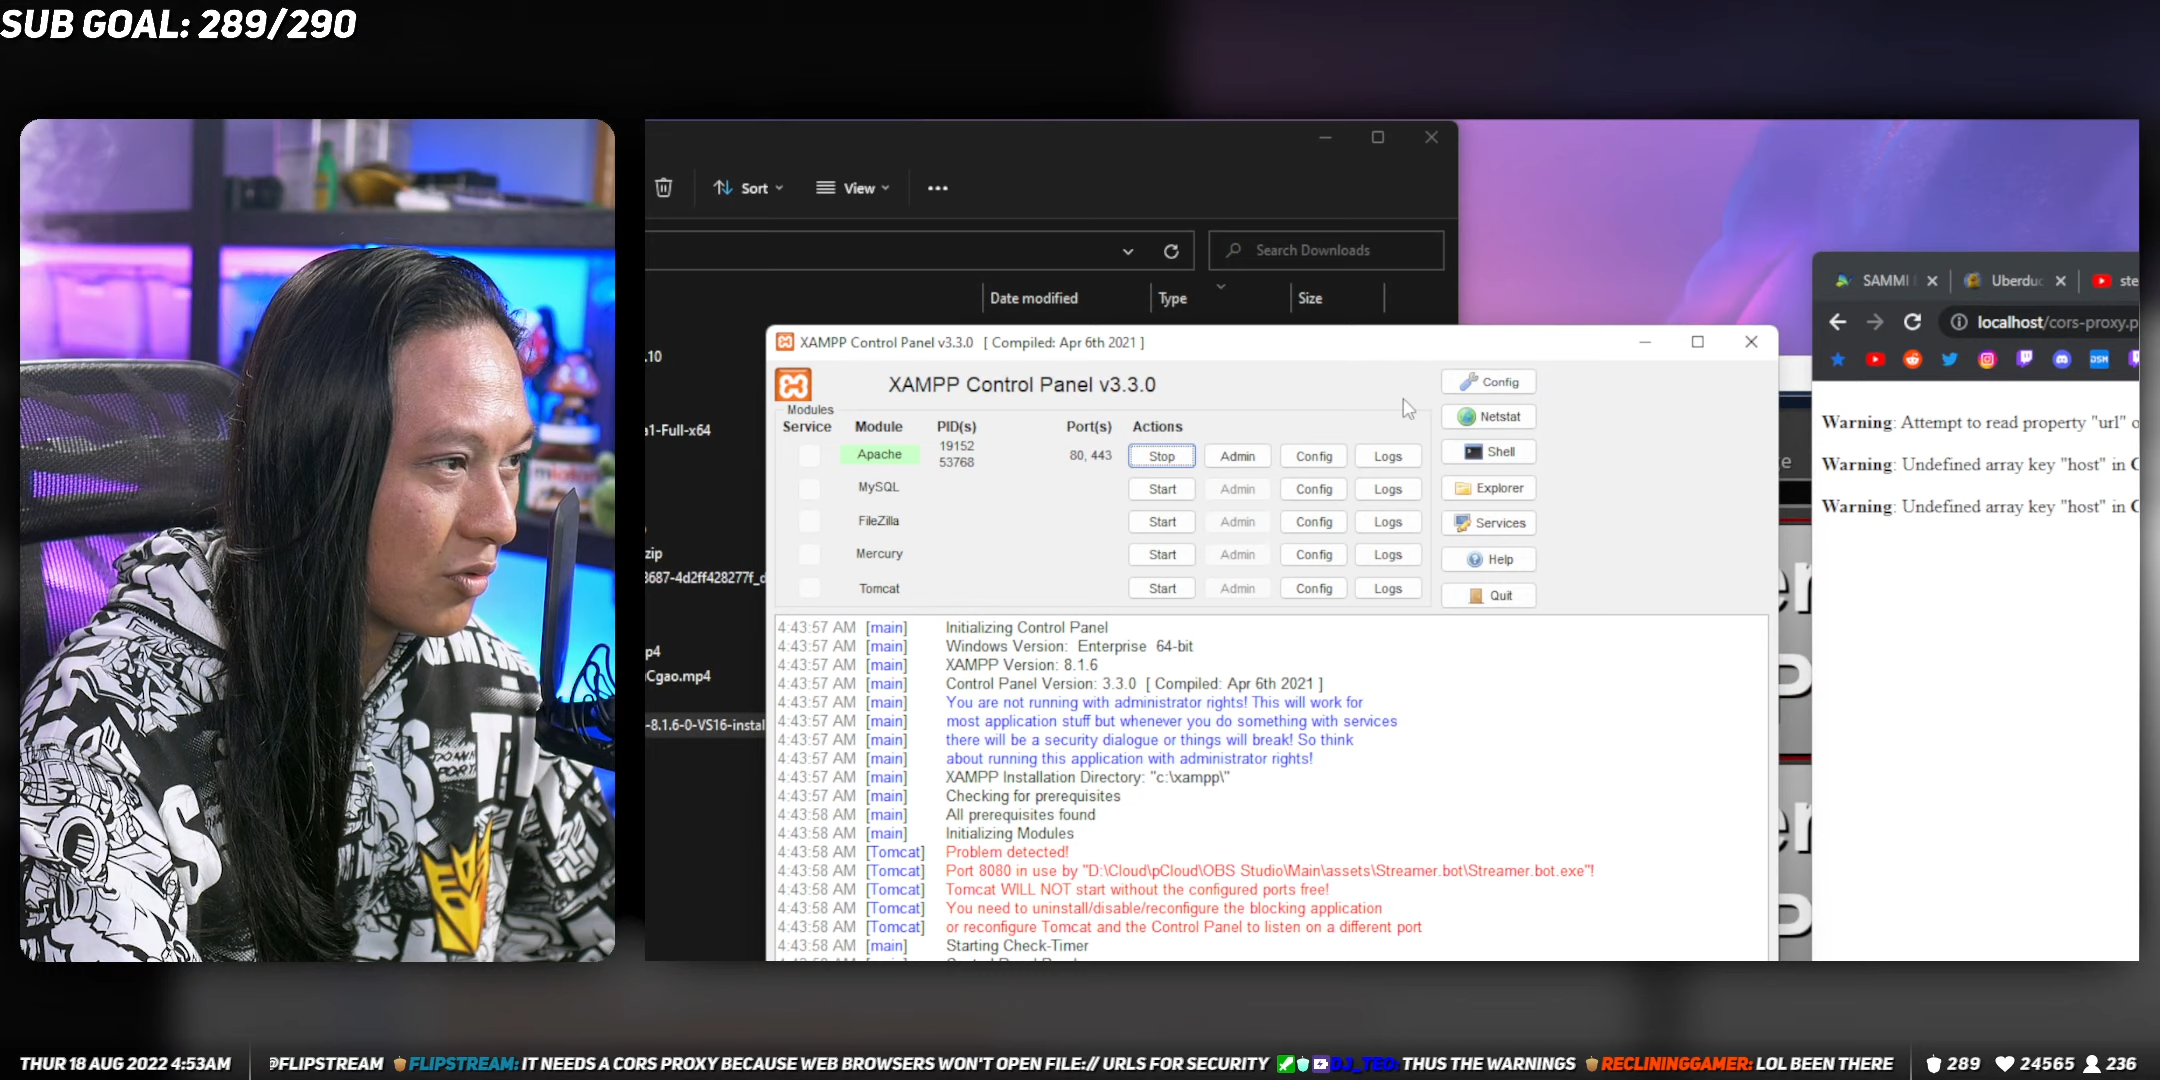 SUB GOAL: 289/290
Sort
View
Search Downloads
Date modified
Type
Size
.10
a1-Full-x64
zip
3687-4d2ff428277f_d
p4
Cgao.mp4
-8.1.6-0-VS16-instal
XAMPP Control Panel v3.3.0 [ Compiled: Apr 6th 2021 ]
XAMPP Control Panel v3.3.0
Modules
Service Module PID(s) Port(s) Actions
Apache 19152 53768 80, 443 Stop Admin Config Logs
MySQL Start Admin Config Logs
FileZilla Start Admin Config Logs
Mercury Start Admin Config Logs
Tomcat Start Admin Config Logs
Config
Netstat
Shell
Explorer
Services
Help
Quit
4:43:57 AM [main] Initializing Control Panel
4:43:57 AM [main] Windows Version: Enterprise 64-bit
4:43:57 AM [main] XAMPP Version: 8.1.6
4:43:57 AM [main] Control Panel Version: 3.3.0 [ Compiled: Apr 6th 2021 ]
4:43:57 AM [main] You are not running with administrator rights! This will work for
4:43:57 AM [main] most application stuff but whenever you do something with services
4:43:57 AM [main] there will be a security dialogue or things will break! So think
4:43:57 AM [main] about running this application with administrator rights!
4:43:57 AM [main] XAMPP Installation Directory: "c:\xampp\"
4:43:57 AM [main] Checking for prerequisites
4:43:58 AM [main] All prerequisites found
4:43:58 AM [main] Initializing Modules
4:43:58 AM [Tomcat] Problem detected!
4:43:58 AM [Tomcat] Port 8080 in use by "D:\Cloud\pCloud\OBS Studio\Main\assets\Streamer.bot\Streamer.bot.exe"!
4:43:58 AM [Tomcat] Tomcat WILL NOT start without the configured ports free!
4:43:58 AM [Tomcat] You need to uninstall/disable/reconfigure the blocking application
4:43:58 AM [Tomcat] or reconfigure Tomcat and the Control Panel to listen on a different port
4:43:58 AM [main] Starting Check-Timer
SAMMI
Uberduc
ste
localhost/cors-proxy.p
DSM
Warning: Attempt to read property "url" o
Warning: Undefined array key "host" in C
Warning: Undefined array key "host" in C
THUR 18 AUG 2022 4:53AM
@FLIPSTREAM FLIPSTREAM: IT NEEDS A CORS PROXY BECAUSE WEB BROWSERS WON'T OPEN FILE:// URLS FOR SECURITY DJ_TEO: THUS THE WARNINGS RECLININGGAMER: LOL BEEN THERE
289 24565 236